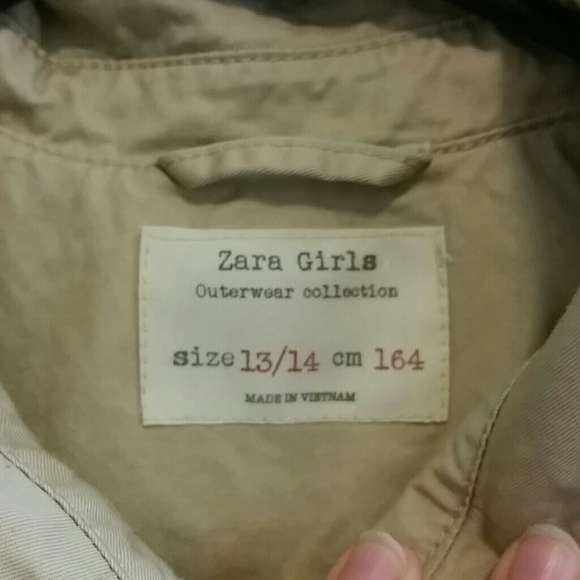 Zara Girls
Outerwear collection
size 13/14 cm 164
MADE IN VIETNAM